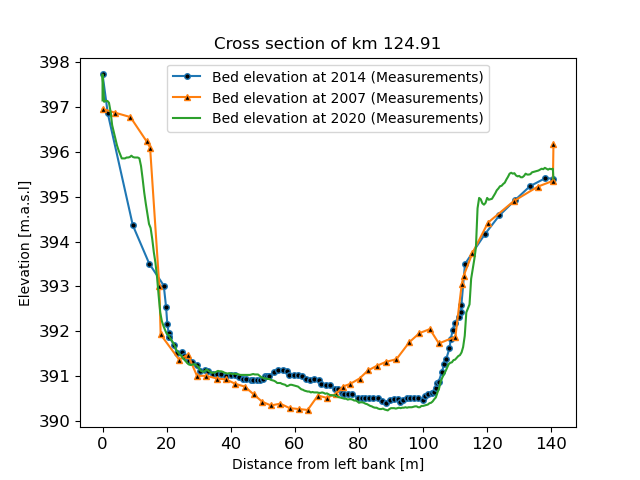 Cross section of km 124.91
Bed elevation at 2014 (Measurements)
Bed elevation at 2007 (Measurements)
Bed elevation at 2020 (Measurements)
Elevation [m.a.s.l]
398
397
396
395
394
393
392
391
390
0 20 40 60 80 100 120 140
Distance from left bank [m]